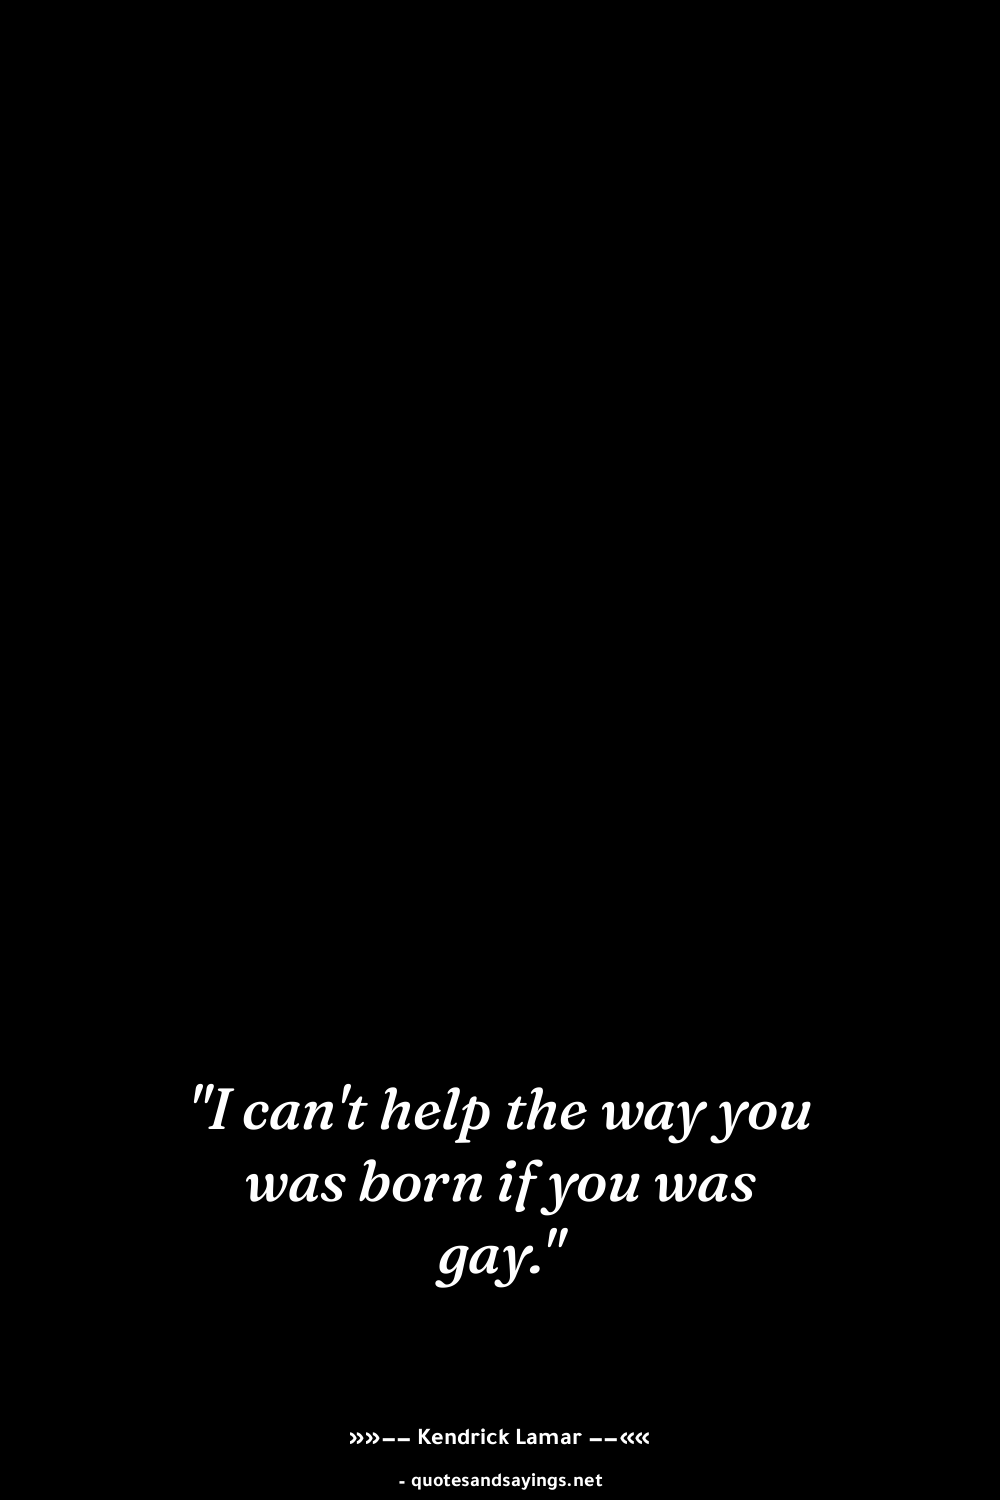 "I can't help the way you
was born if you was
gay."
»»–– Kendrick Lamar ––««
- quotesandsayings.net